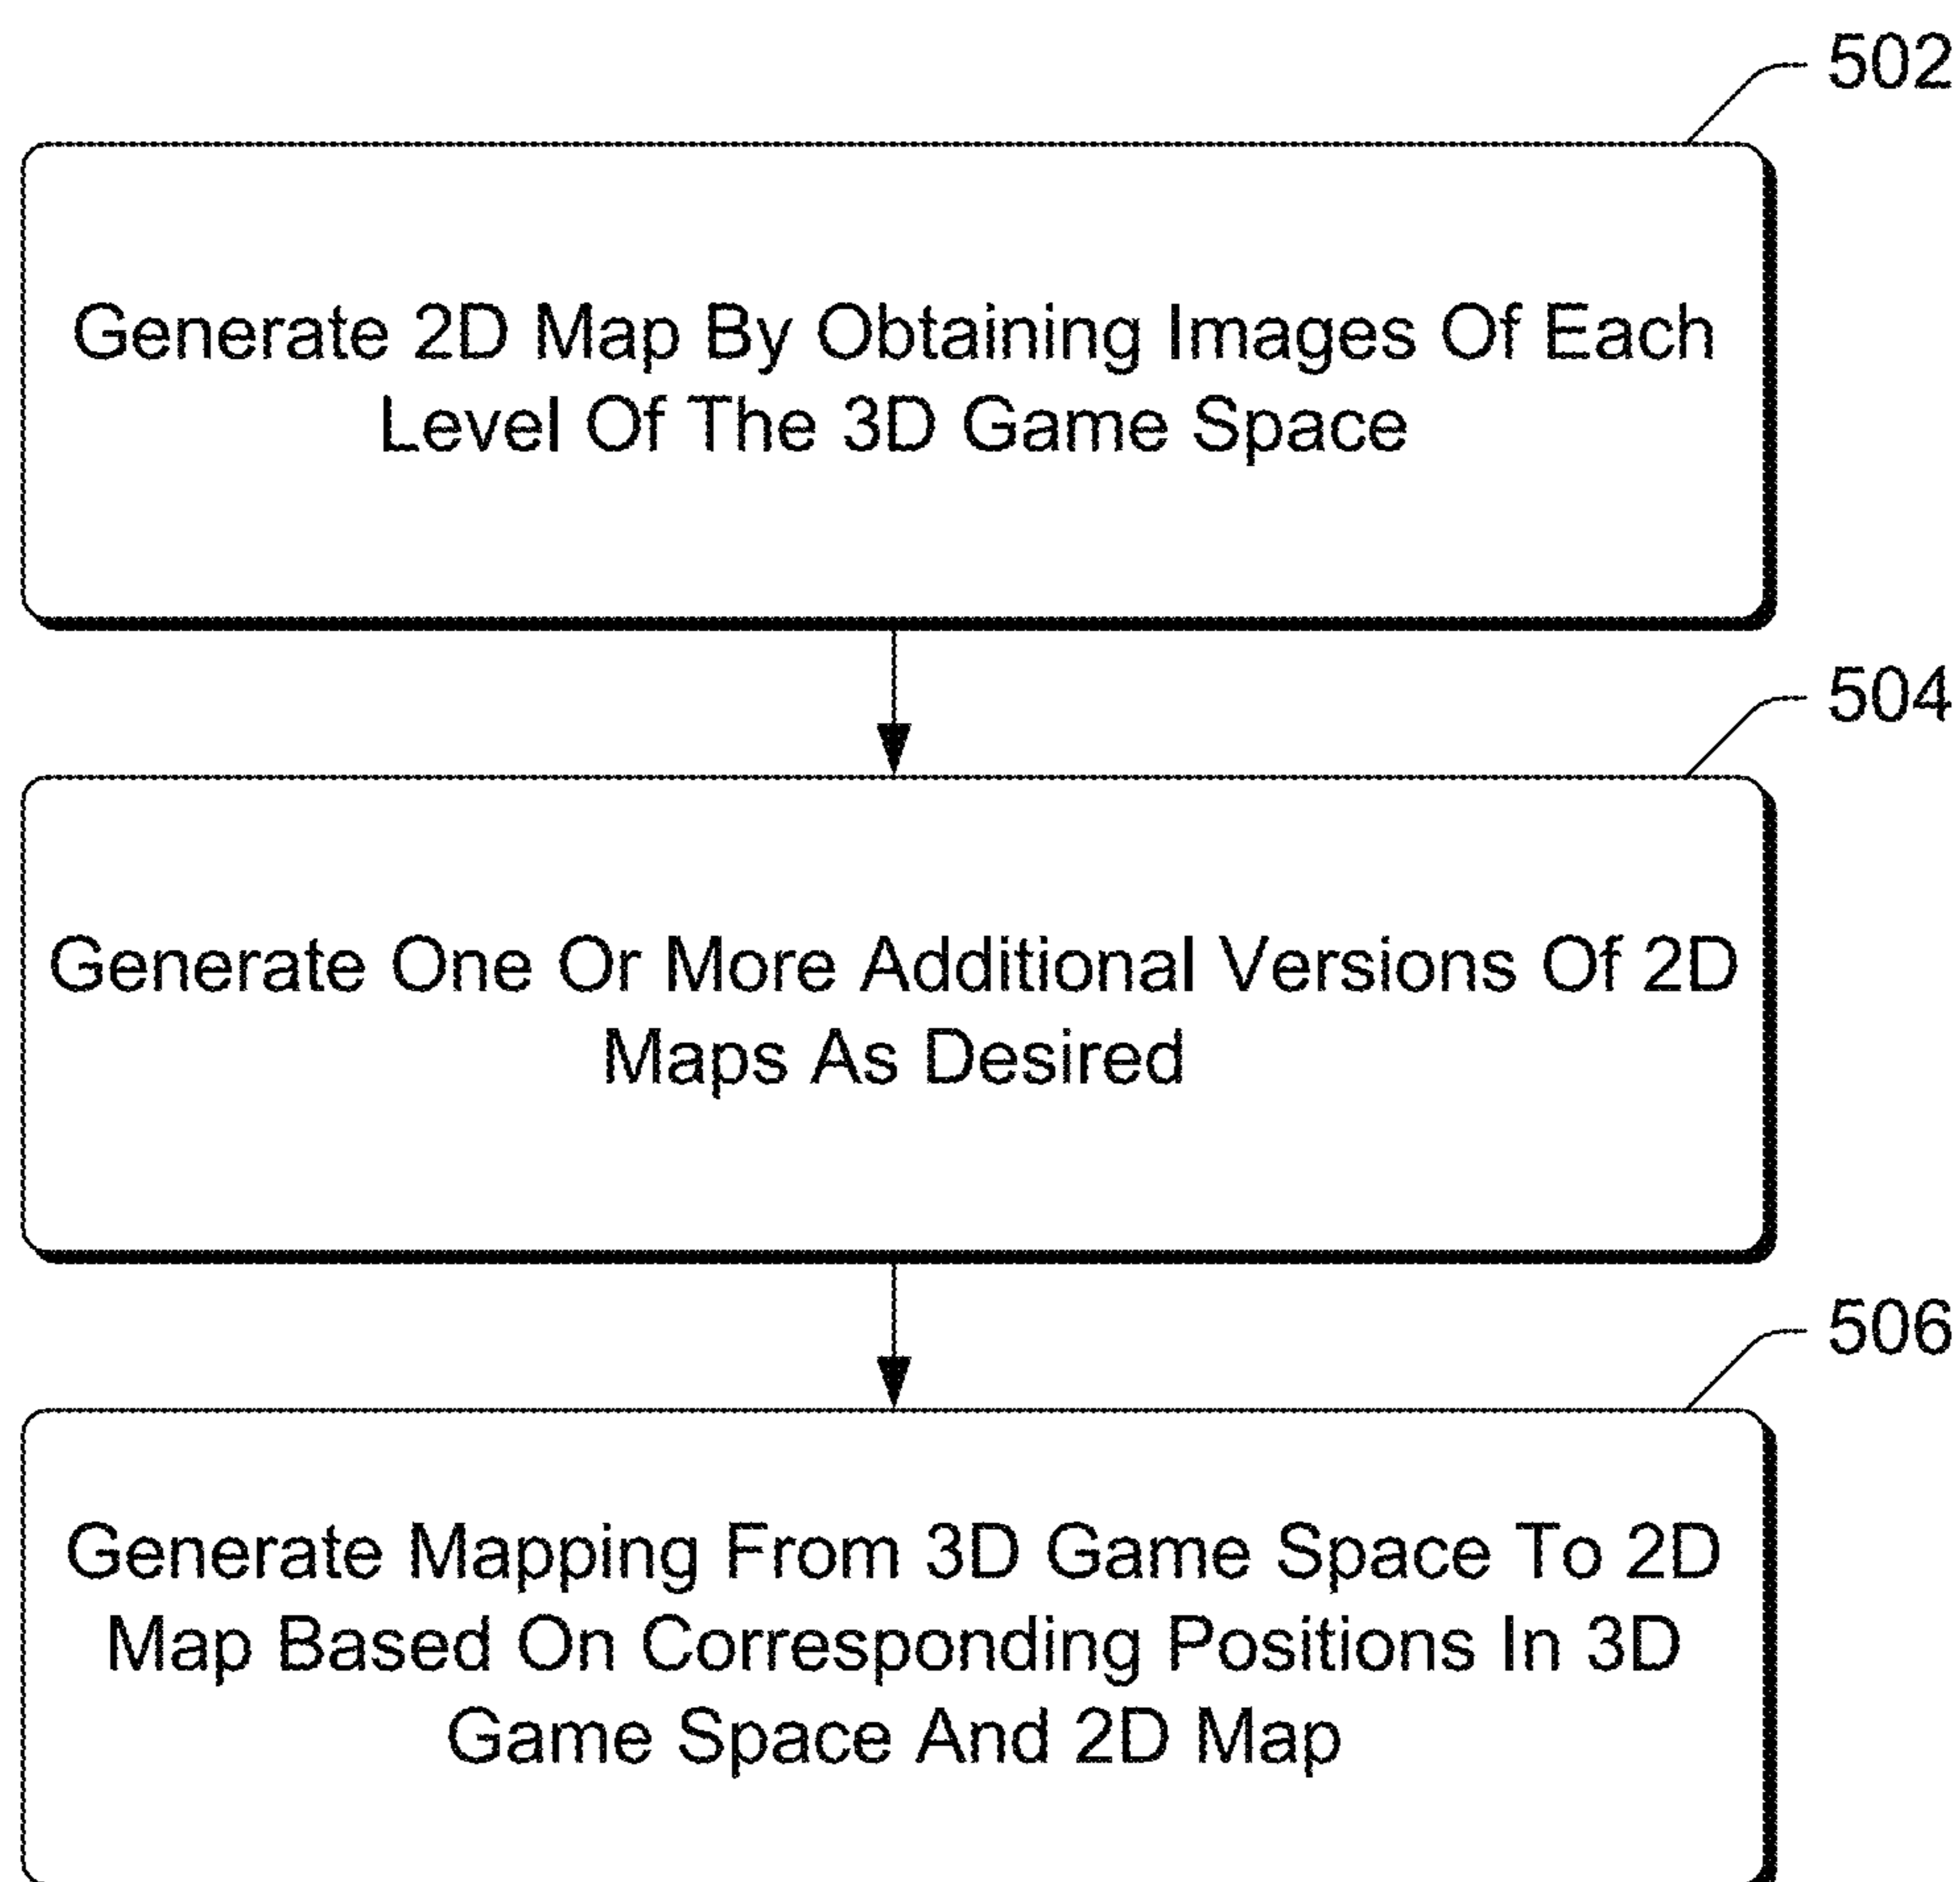 502
Generate 2D Map By Obtaining Images Of Each
Level Of The 3D Game Space
504
Generate One Or More Additional Versions Of 2D
Maps As Desired
506
Generate Mapping From 3D Game Space To 2D
Map Based On Corresponding Positions In 3D
Game Space And 2D Map